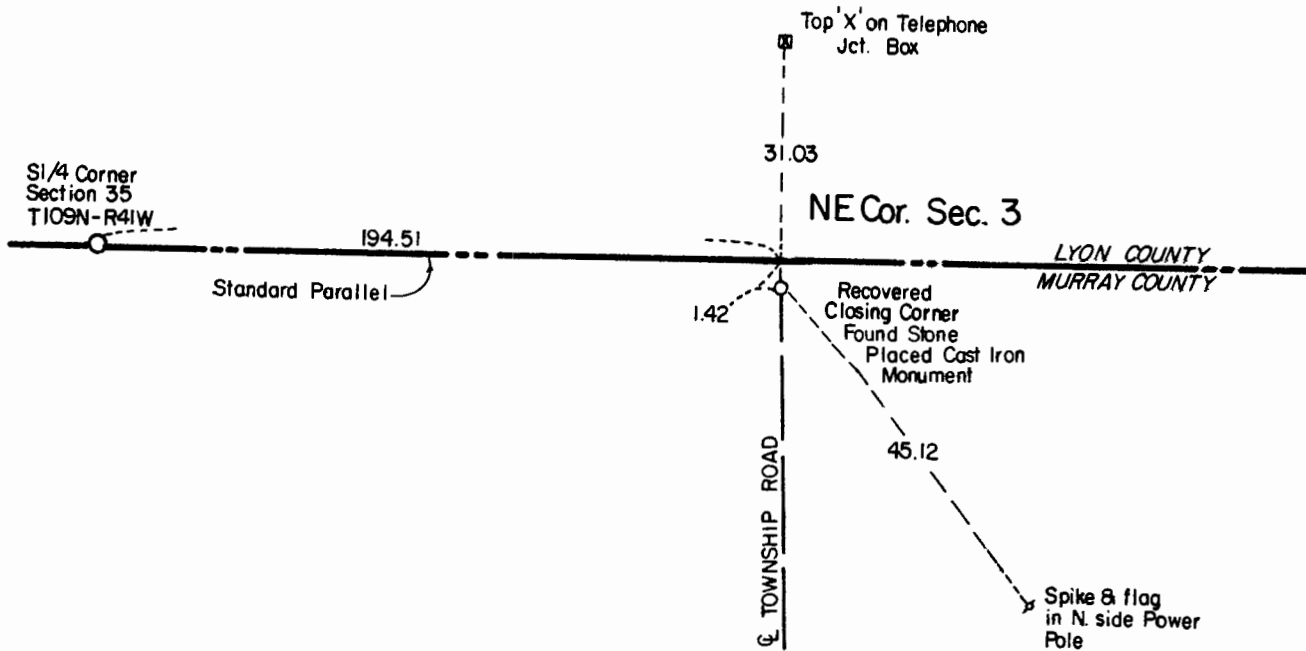 Top 'X' on Telephone
Jct. Box
31.03
S1/4 Corner
Section 35
T109N-R41W
NE Cor. Sec. 3
194.51
LYON COUNTY
MURRAY COUNTY
Standard Parallel
1.42
Recovered
Closing Corner
Found Stone
Placed Cast Iron
Monument
45.12
℄ TOWNSHIP ROAD
Spike & flag
in N. side Power
Pole